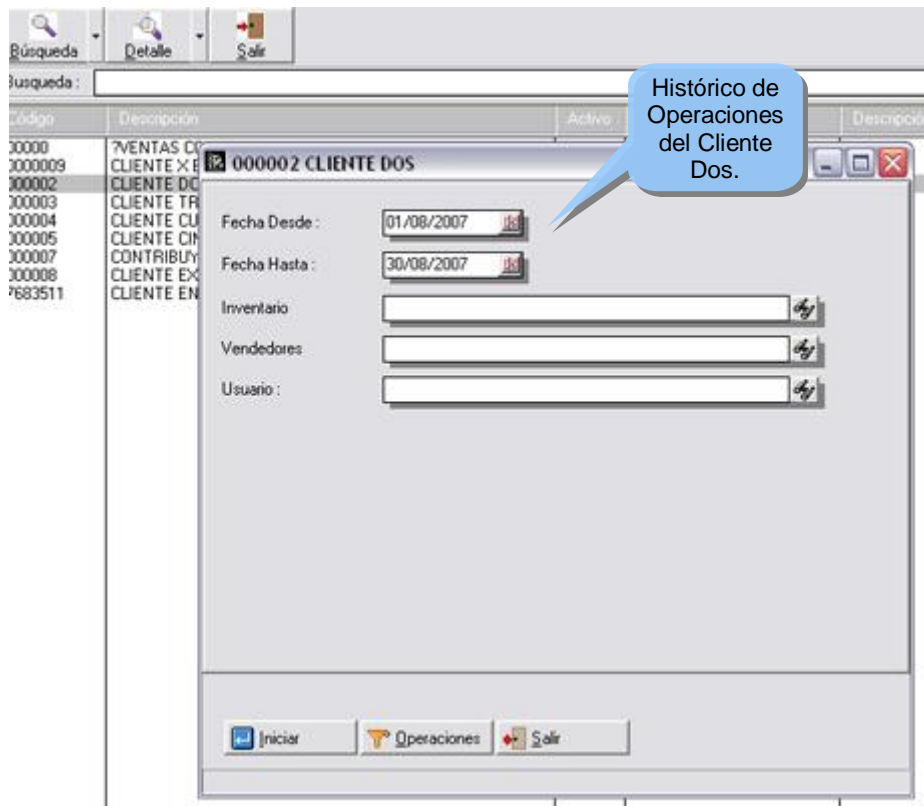 Búsqueda
Detalle
Salir
Busqueda :
Histórico de
Operaciones
del Cliente
Dos.
Código
Descripción
Activo
Descripció
00000
?VENTAS CO
0000009
CLIENTE X E
000002
CLIENTE DO
000003
CLIENTE TR
000004
CLIENTE CU
000005
CLIENTE CIN
000007
CONTRIBUY
000008
CLIENTE EX
7683511
CLIENTE EN
000002 CLIENTE DOS
Fecha Desde :
01/08/2007
Fecha Hasta :
30/08/2007
Inventario
Vendedores
Usuario :
Iniciar
Operaciones
Salir